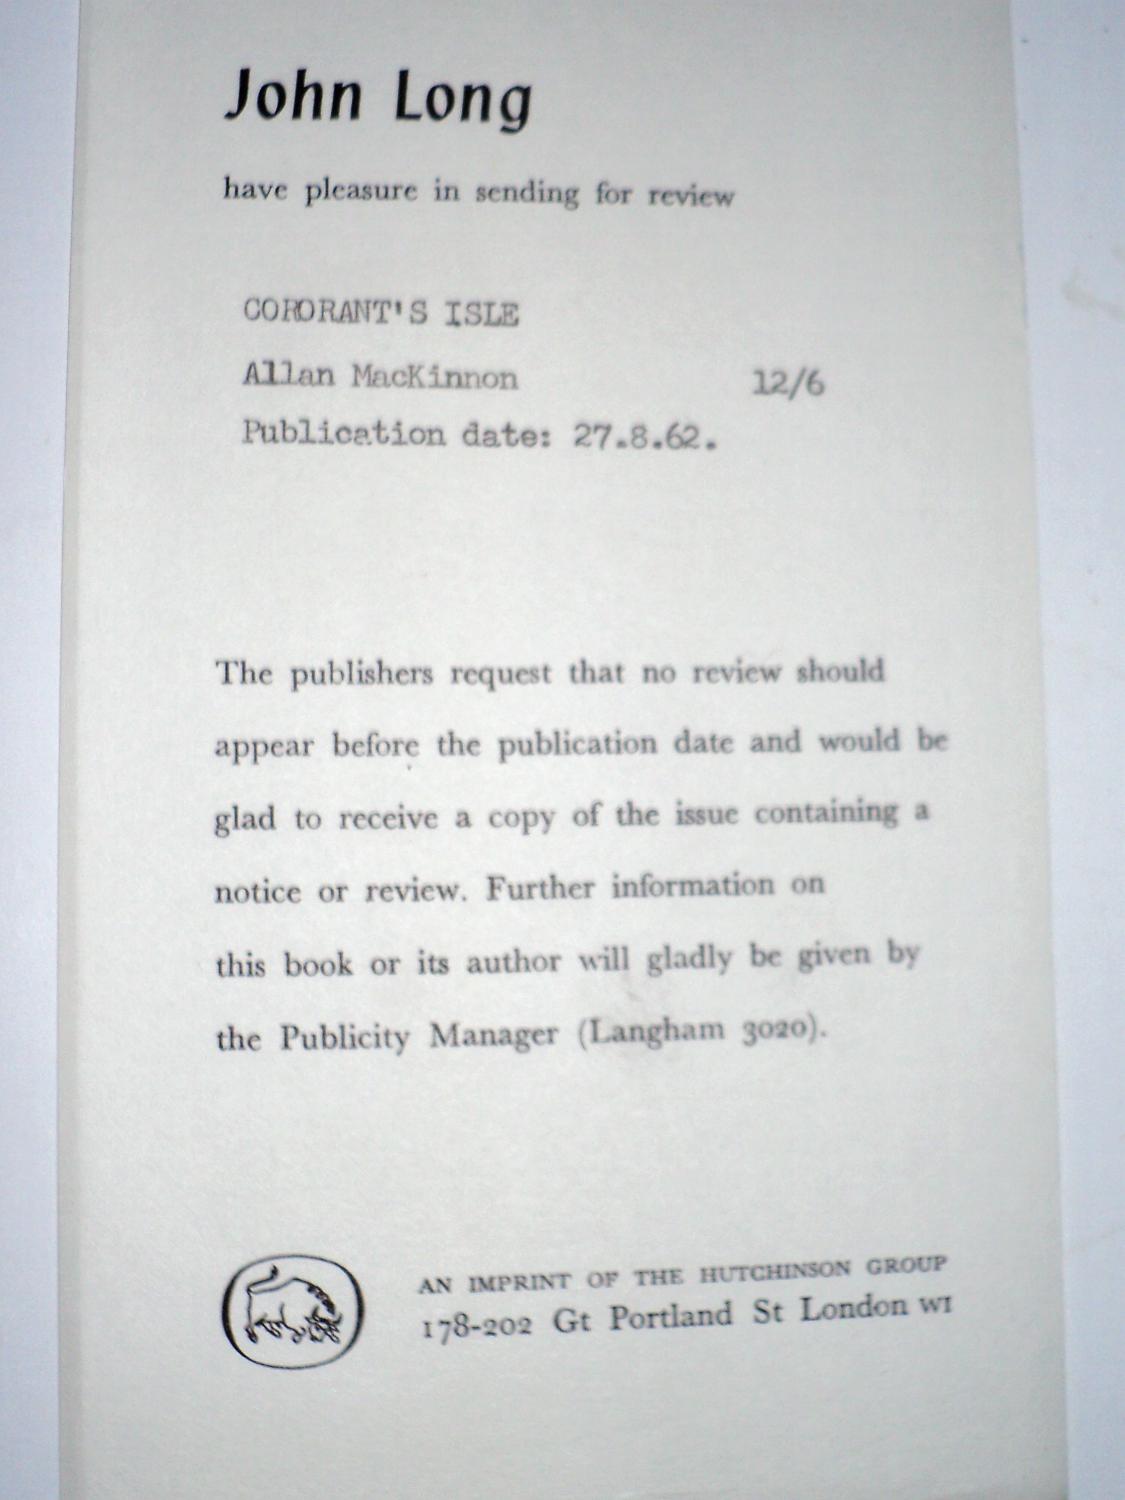 John Long
have pleasure in sending for review
CORORANT'S ISLE
Allan MacKinnon 12/6
Publication date: 27.8.62.
The publishers request that no review should
appear before the publication date and would be
glad to receive a copy of the issue containing a
notice or review. Further information on
this book or its author will gladly be given by
the Publicity Manager (Langham 3020).
AN IMPRINT OF THE HUTCHINSON GROUP
178-202 Gt Portland St London W1